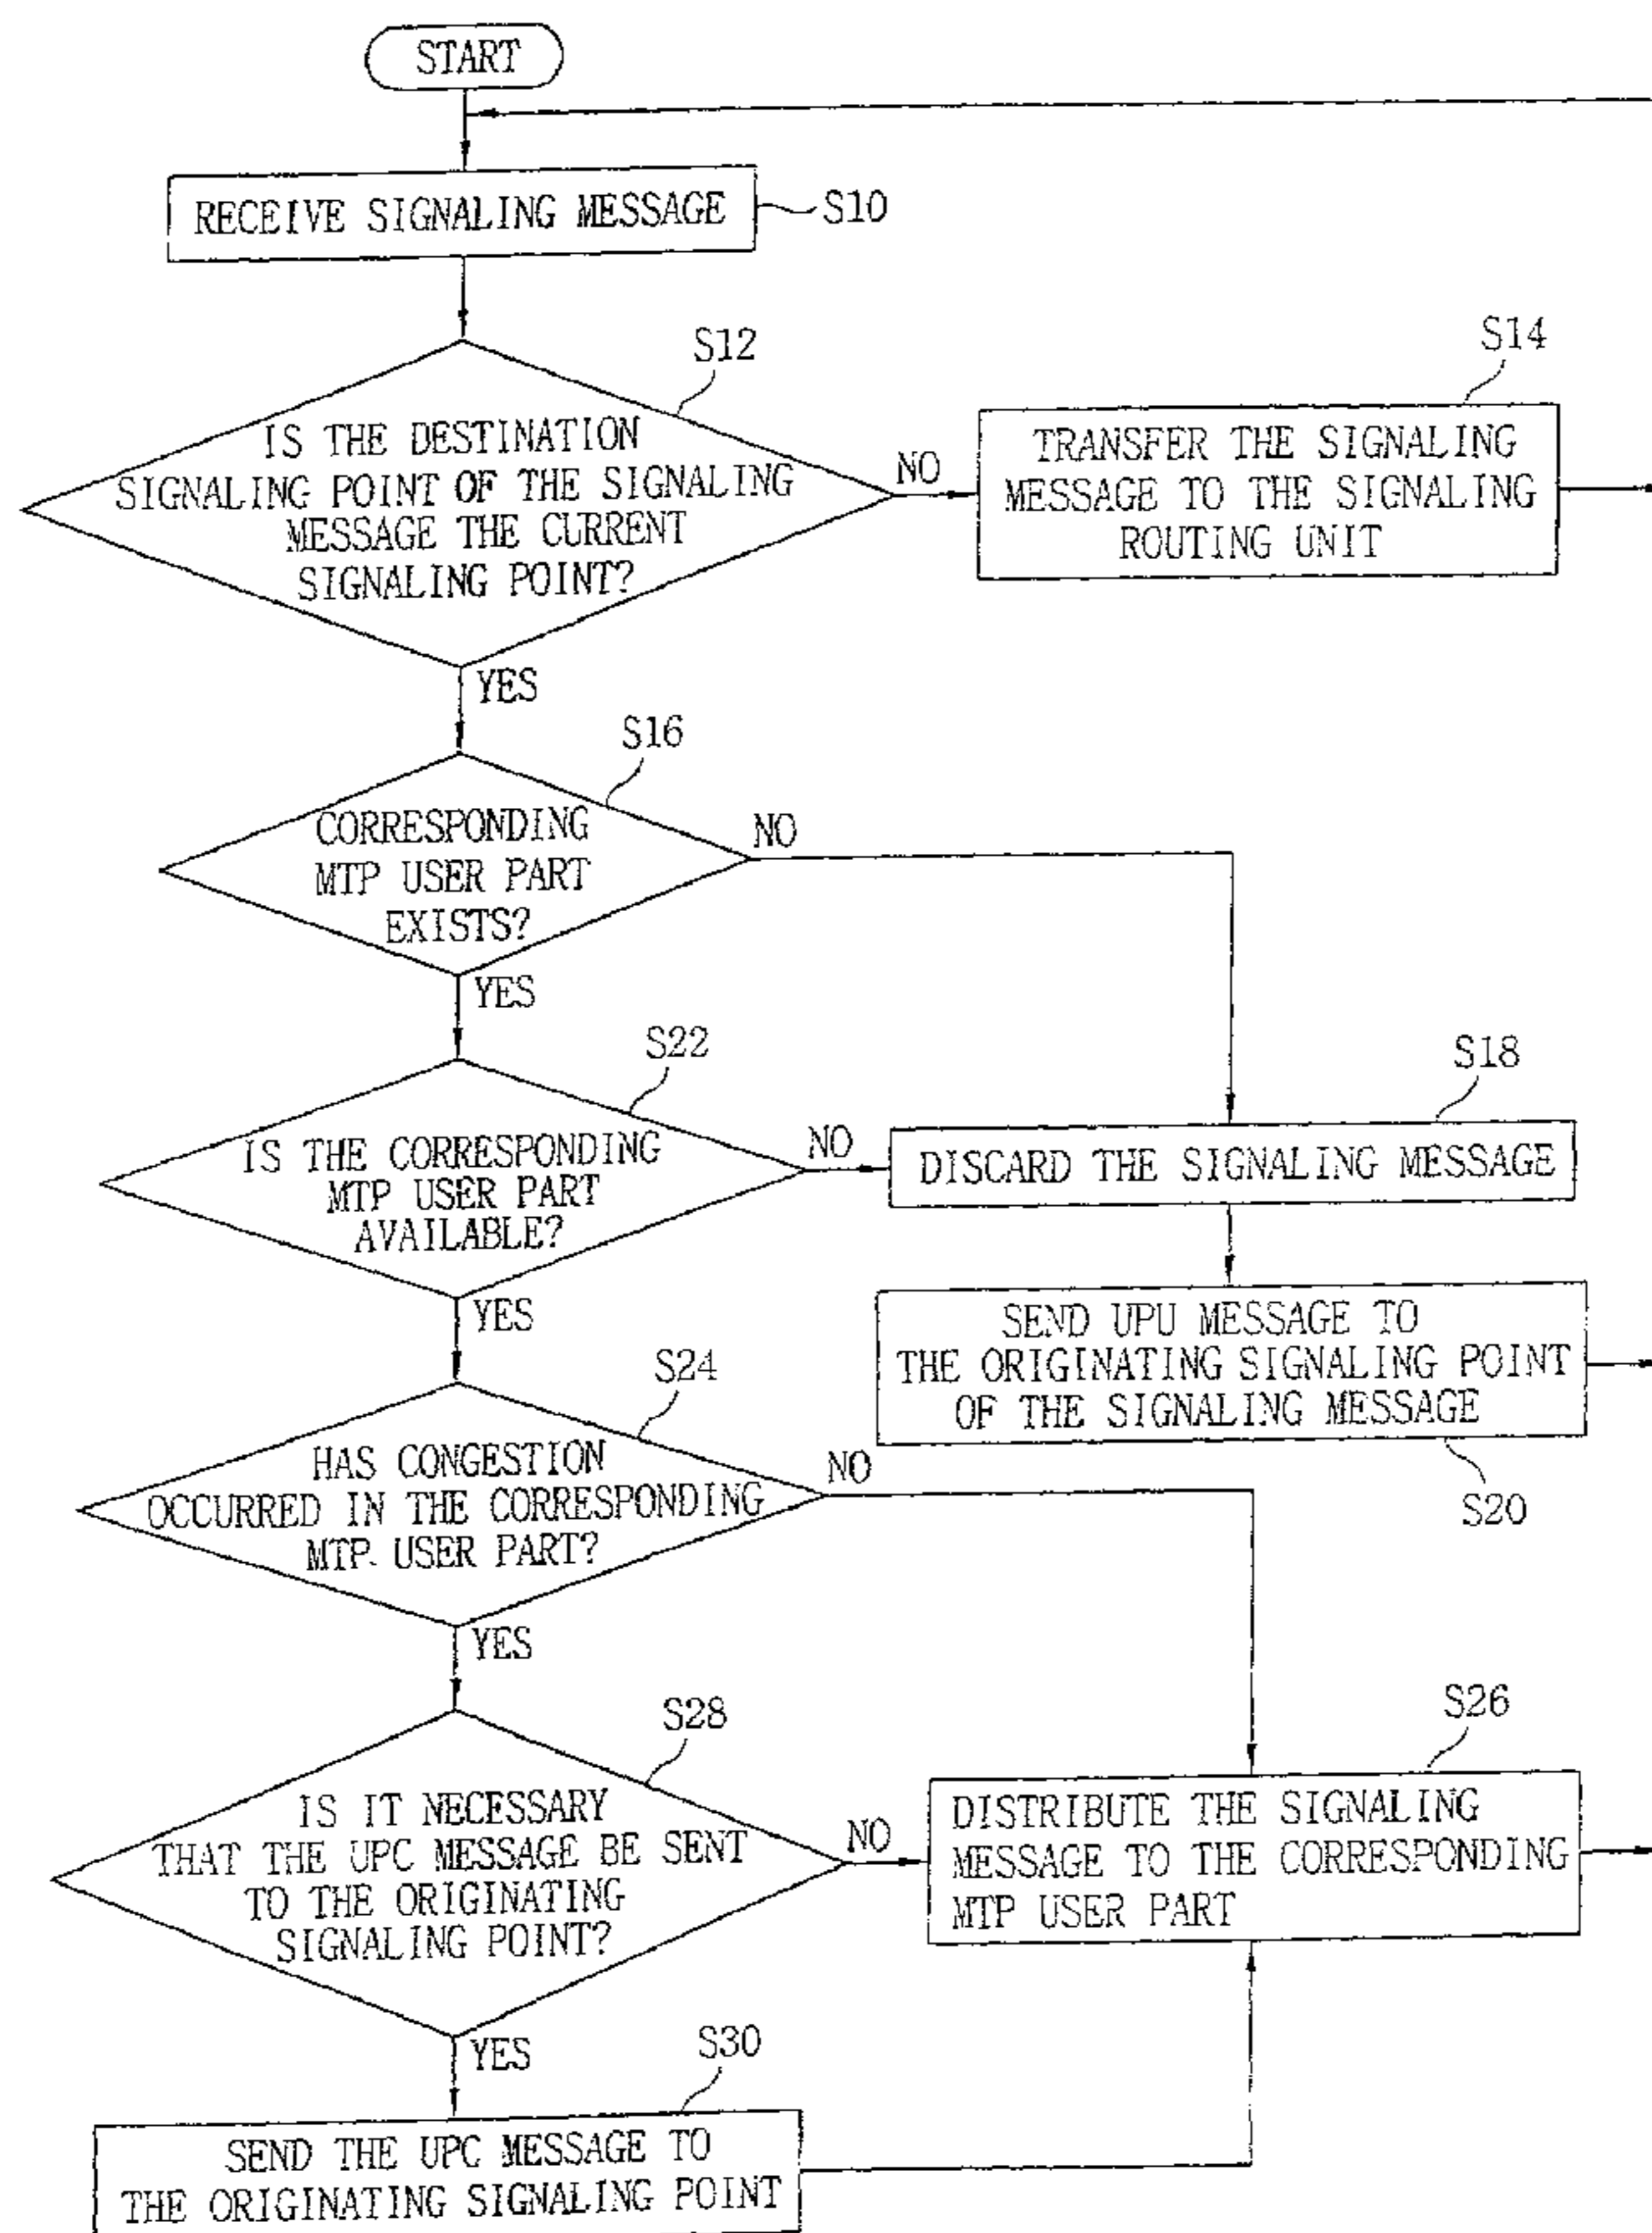 START
RECEIVE SIGNALING MESSAGE
S10
S12
IS THE DESTINATION
SIGNALING POINT OF THE SIGNALING
MESSAGE THE CURRENT
SIGNALING POINT?
NO
S14
TRANSFER THE SIGNALING
MESSAGE TO THE SIGNALING
ROUTING UNIT
YES
S16
CORRESPONDING
MTP USER PART
EXISTS?
NO
YES
S22
IS THE CORRESPONDING
MTP USER PART
AVAILABLE?
NO
S18
DISCARD THE SIGNALING MESSAGE
YES
SEND UPU MESSAGE TO
THE ORIGINATING SIGNALING POINT
OF THE SIGNALING MESSAGE
S20
S24
HAS CONGESTION
OCCURRED IN THE CORRESPONDING
MTP USER PART?
NO
YES
S28
IS IT NECESSARY
THAT THE UPC MESSAGE BE SENT
TO THE ORIGINATING
SIGNALING POINT?
NO
S26
DISTRIBUTE THE SIGNALING
MESSAGE TO THE CORRESPONDING
MTP USER PART
YES
S30
SEND THE UPC MESSAGE TO
THE ORIGINATING SIGNALING POINT